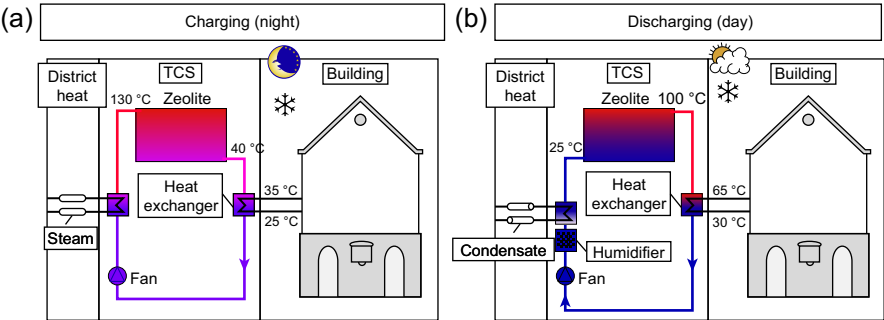 (a)
Charging (night)
District
heat
TCS
Building
130 °C
Zeolite
40 °C
Heat
exchanger
35 °C
25 °C
Steam
Fan
(b)
Discharging (day)
District
heat
TCS
Building
Zeolite
100 °C
25 °C
Heat
exchanger
65 °C
30 °C
Condensate
Humidifier
Fan